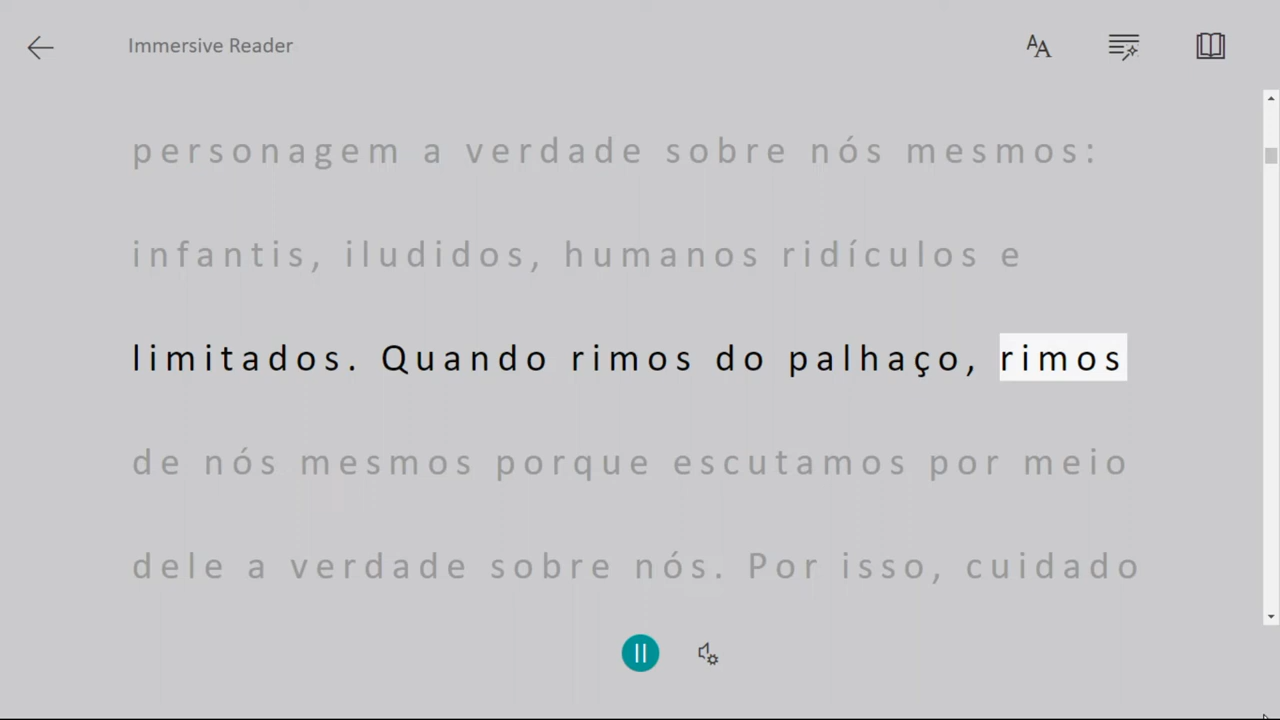 Immersive Reader
personagem a verdade sobre nós mesmos:
infantis, iludidos, humanos ridículos e
limitados. Quando rimos do palhaço, rimos
de nós mesmos porque escutamos por meio
dele a verdade sobre nós. Por isso, cuidado